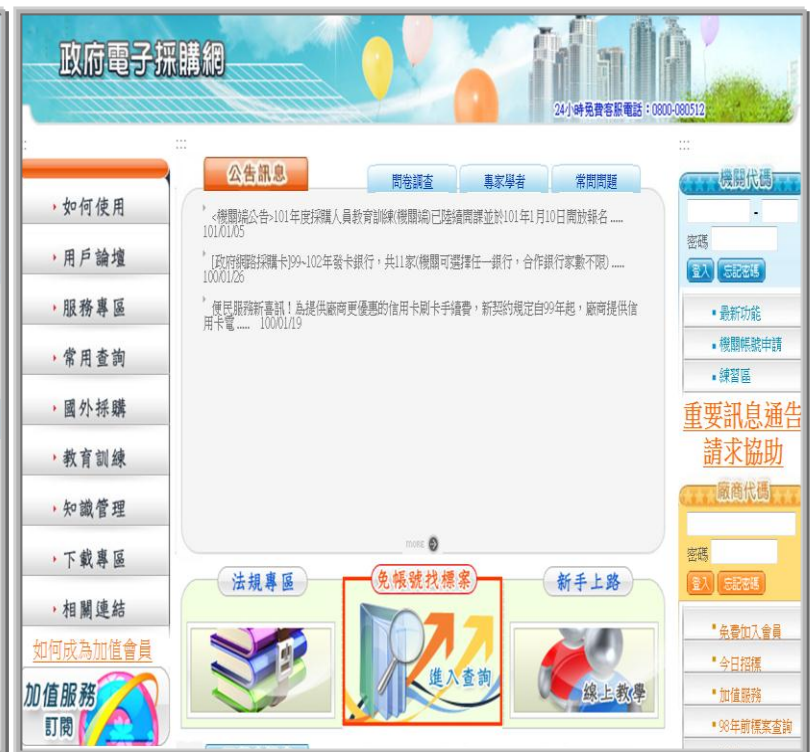 政府電子採購網
24小時免費客服電話：0800-080512
:::
:::
如何使用
用戶論壇
服務專區
常用查詢
國外採購
教育訓練
知識管理
下載專區
相關連結
如何成為加值會員
加值服務
訂閱
公告訊息
問卷調查
專家學者
常問問題
<機關端公告>101年度採購人員教育訓練(機關端)已陸續開課並於101年1月10日開放報名.....
101/01/05
[政府網路採購卡]99~102年發卡銀行，共11家(機關可選擇任一銀行，合作銀行家數不限).....
100/01/26
便民服務新喜訊！為提供廠商更優惠的信用卡刷卡手續費，新契約規定自99年起，廠商提供信
用卡電..... 100/01/19
more
法規專區
免帳號找標案
進入查詢
新手上路
線上教學
機關代碼
-
密碼
登入 忘記密碼
最新功能
機關帳號申請
練習區
重要訊息通告
請求協助
廠商代碼
密碼
登入 忘記密碼
免費加入會員
今日招標
加值服務
98年前標案查詢